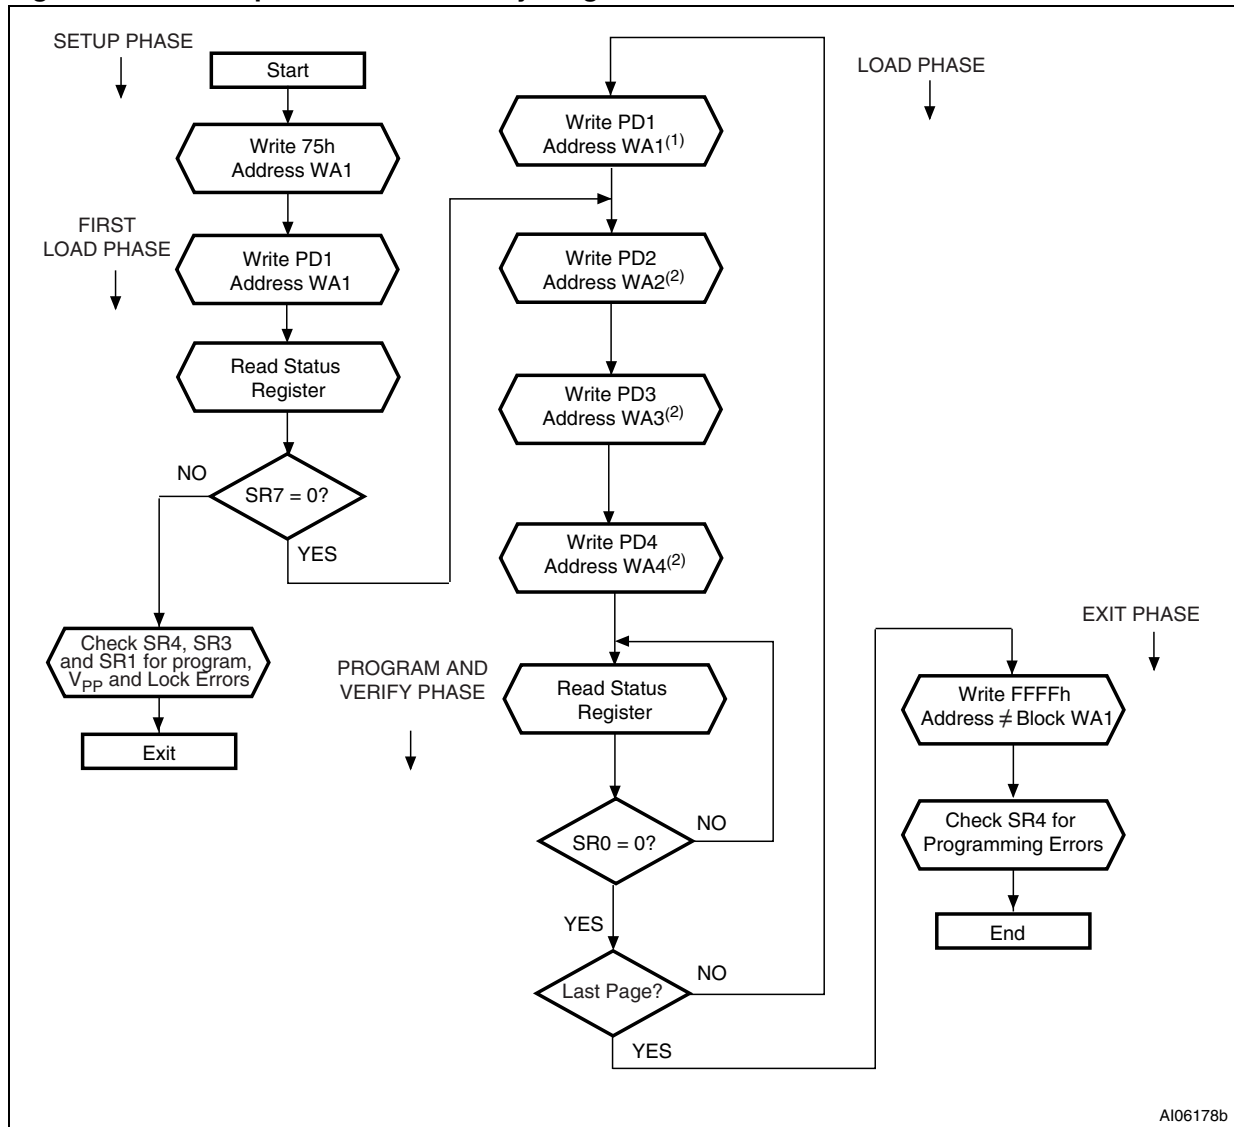 SETUP PHASE
Start
Write 75h
Address WA1
FIRST
LOAD PHASE
Write PD1
Address WA1
Read Status
Register
NO
SR7 = 0?
YES
Check SR4, SR3
and SR1 for program,
VPP and Lock Errors
Exit
LOAD PHASE
Write PD1
Address WA1(1)
Write PD2
Address WA2(2)
Write PD3
Address WA3(2)
Write PD4
Address WA4(2)
PROGRAM AND
VERIFY PHASE
Read Status
Register
NO
SR0 = 0?
YES
NO
Last Page?
YES
EXIT PHASE
Write FFFFh
Address ≠ Block WA1
Check SR4 for
Programming Errors
End
AI06178b